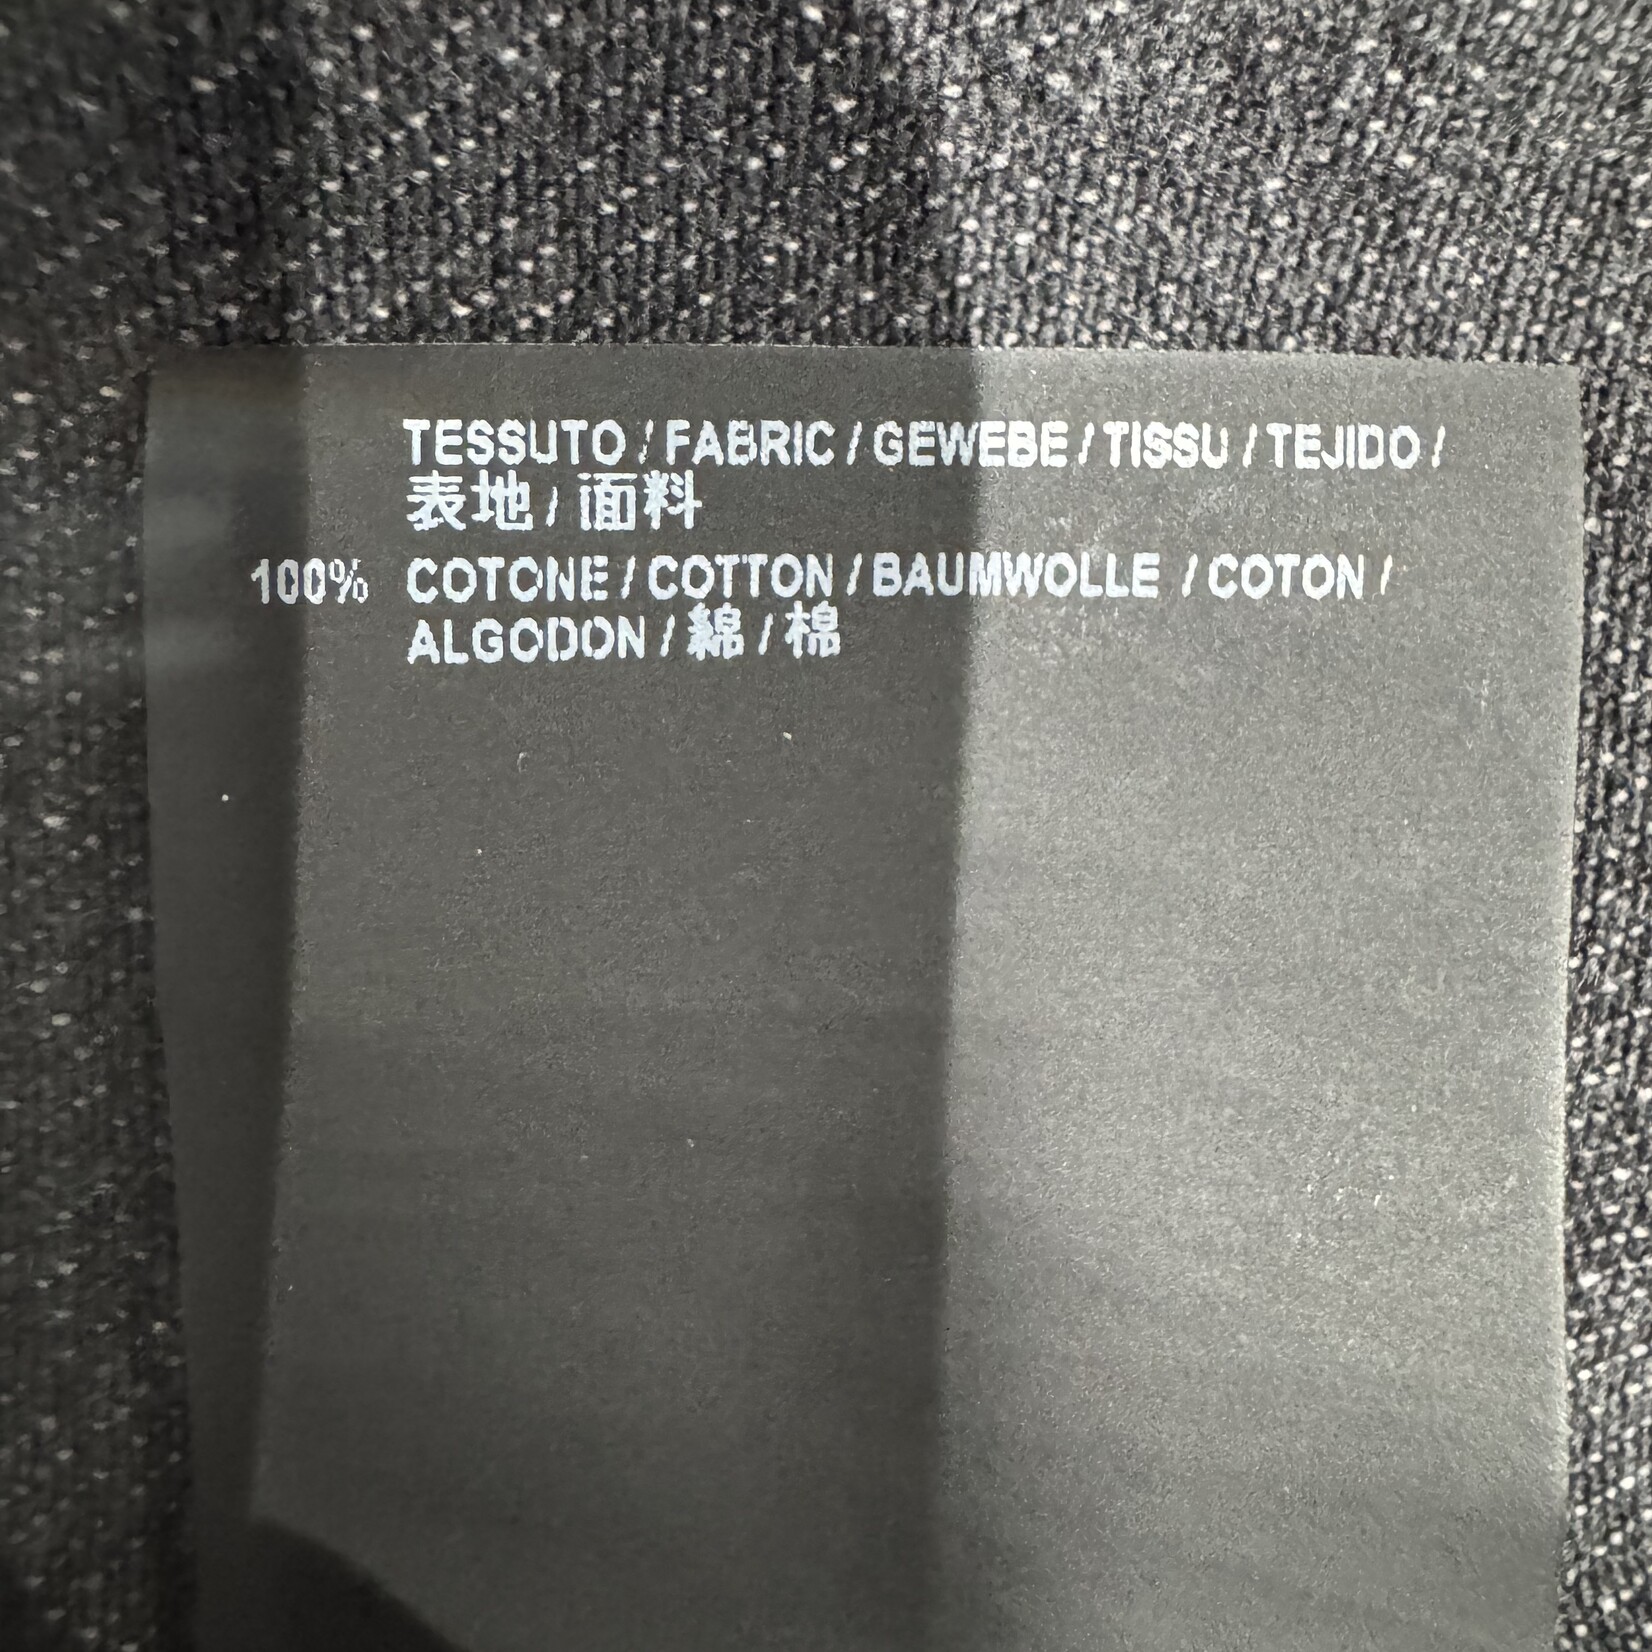 TESSUTO / FABRIC / GEWEBE / TISSU / TEJIDO /
表地 / 面料
100% COTONE / COTTON / BAUMWOLLE / COTON /
ALGODON / 綿 / 棉